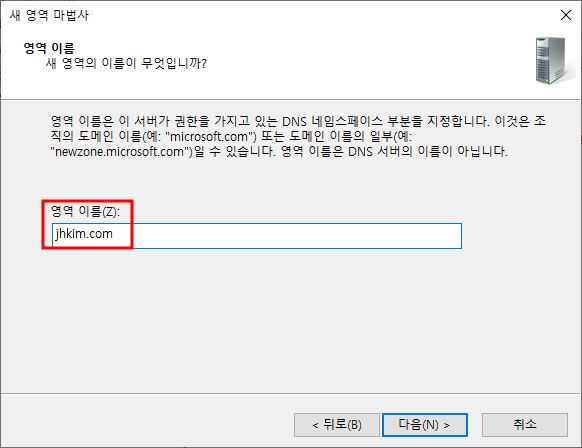 새 영역 마법사
영역 이름
새 영역의 이름이 무엇입니까?
영역 이름은 이 서버가 권한을 가지고 있는 DNS 네임스페이스 부분을 지정합니다. 이것은 조
직의 도메인 이름(예: "microsoft.com") 또는 도메인 이름의 일부(예:
"newzone.microsoft.com")일 수 있습니다. 영역 이름은 DNS 서버의 이름이 아닙니다.
영역 이름(Z):
jhkim.com
< 뒤로(B)
다음(N) >
취소